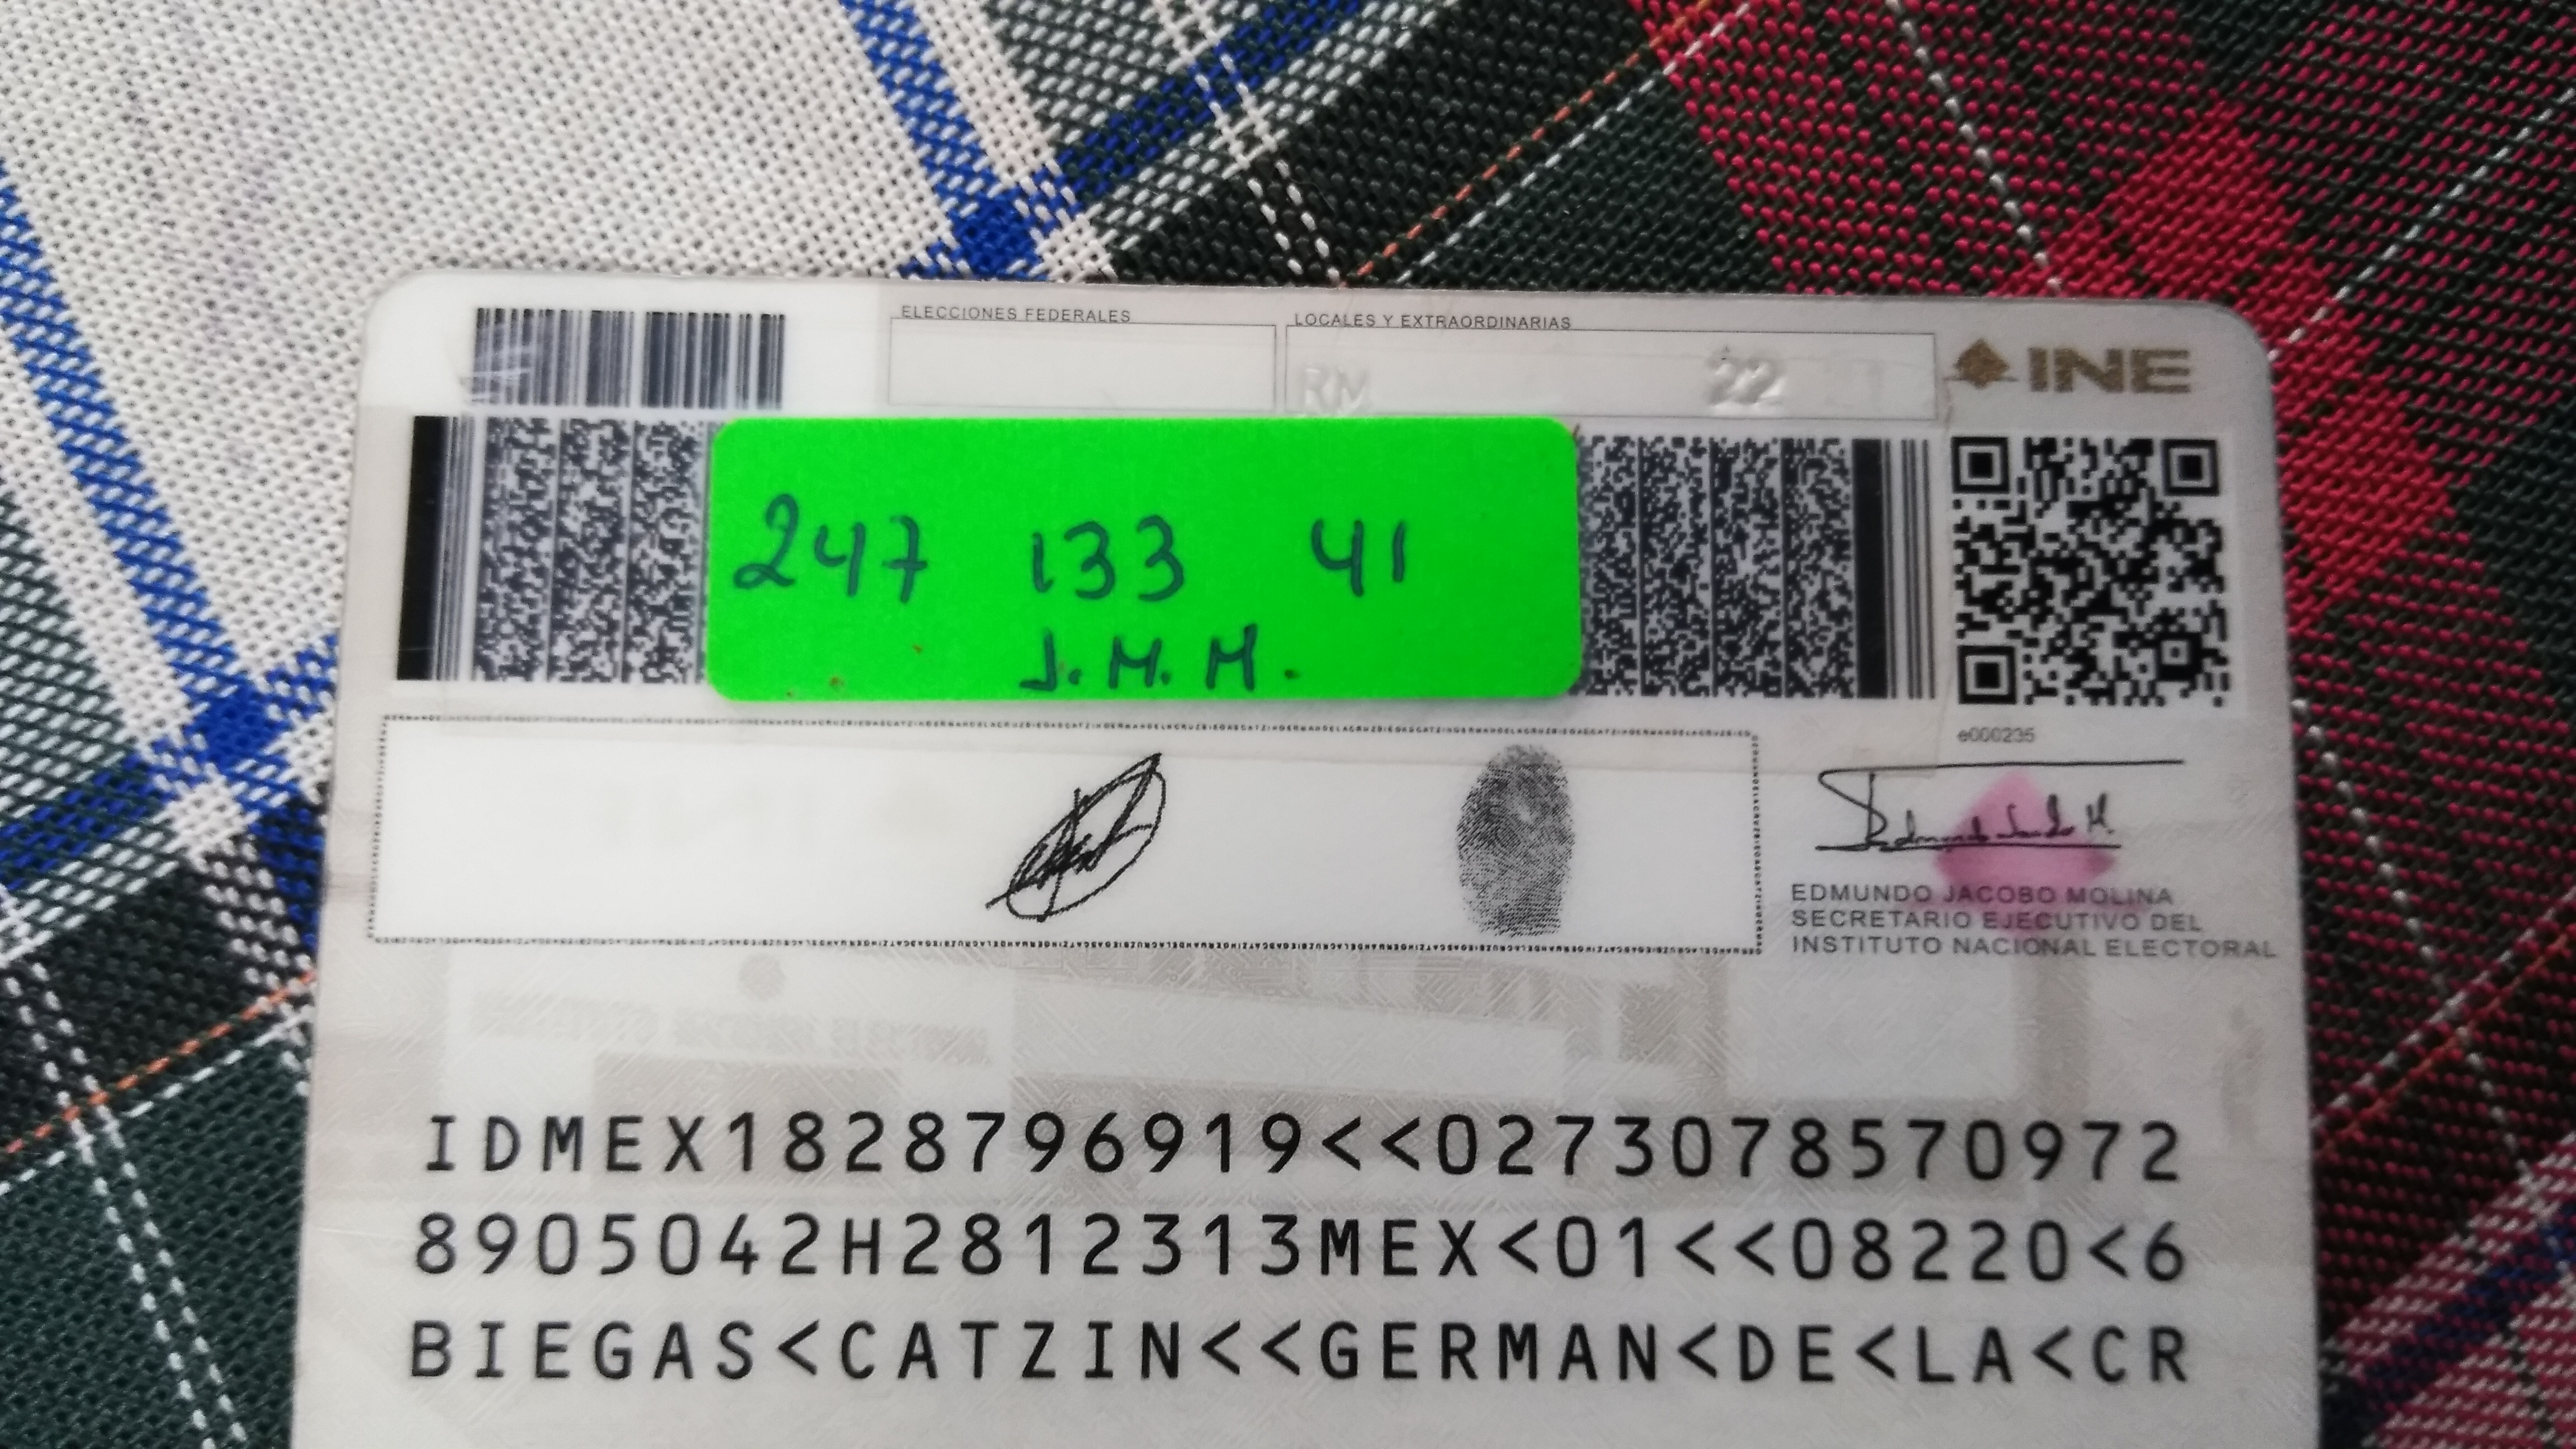 ELECCIONES FEDERALES
LOCALES Y EXTRAORDINARIAS
RM 22
INE
247 133 41
J.M.M.
e000235
EDMUNDO JACOBO MOLINA
SECRETARIO EJECUTIVO DEL
INSTITUTO NACIONAL ELECTORAL
IDMEX1828796919<<0273078570972
8905042H2812313MEX<01<<08220<6
BIEGAS<CATZIN<<GERMAN<DE<LA<CR